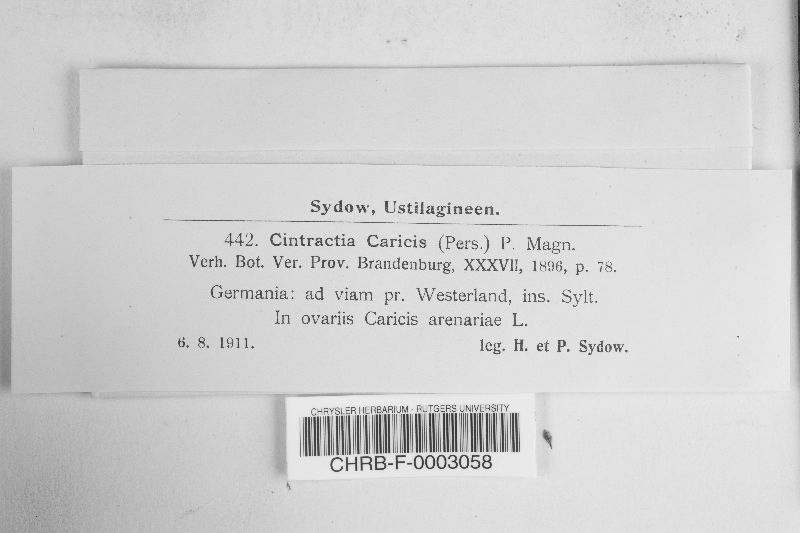 Sydow, Ustilagineen.
442. Cintractia Caricis (Pers.) P. Magn.
Verh. Bot. Ver. Prov. Brandenburg, XXXVII, 1896, p. 78.
Germania: ad viam pr. Westerland, ins. Sylt.
In ovariis Caricis arenariae L.
6. 8. 1911. leg. H. et P. Sydow.
CHRYSLER HERBARIUM - RUTGERS UNIVERSITY
CHRB-F-0003058